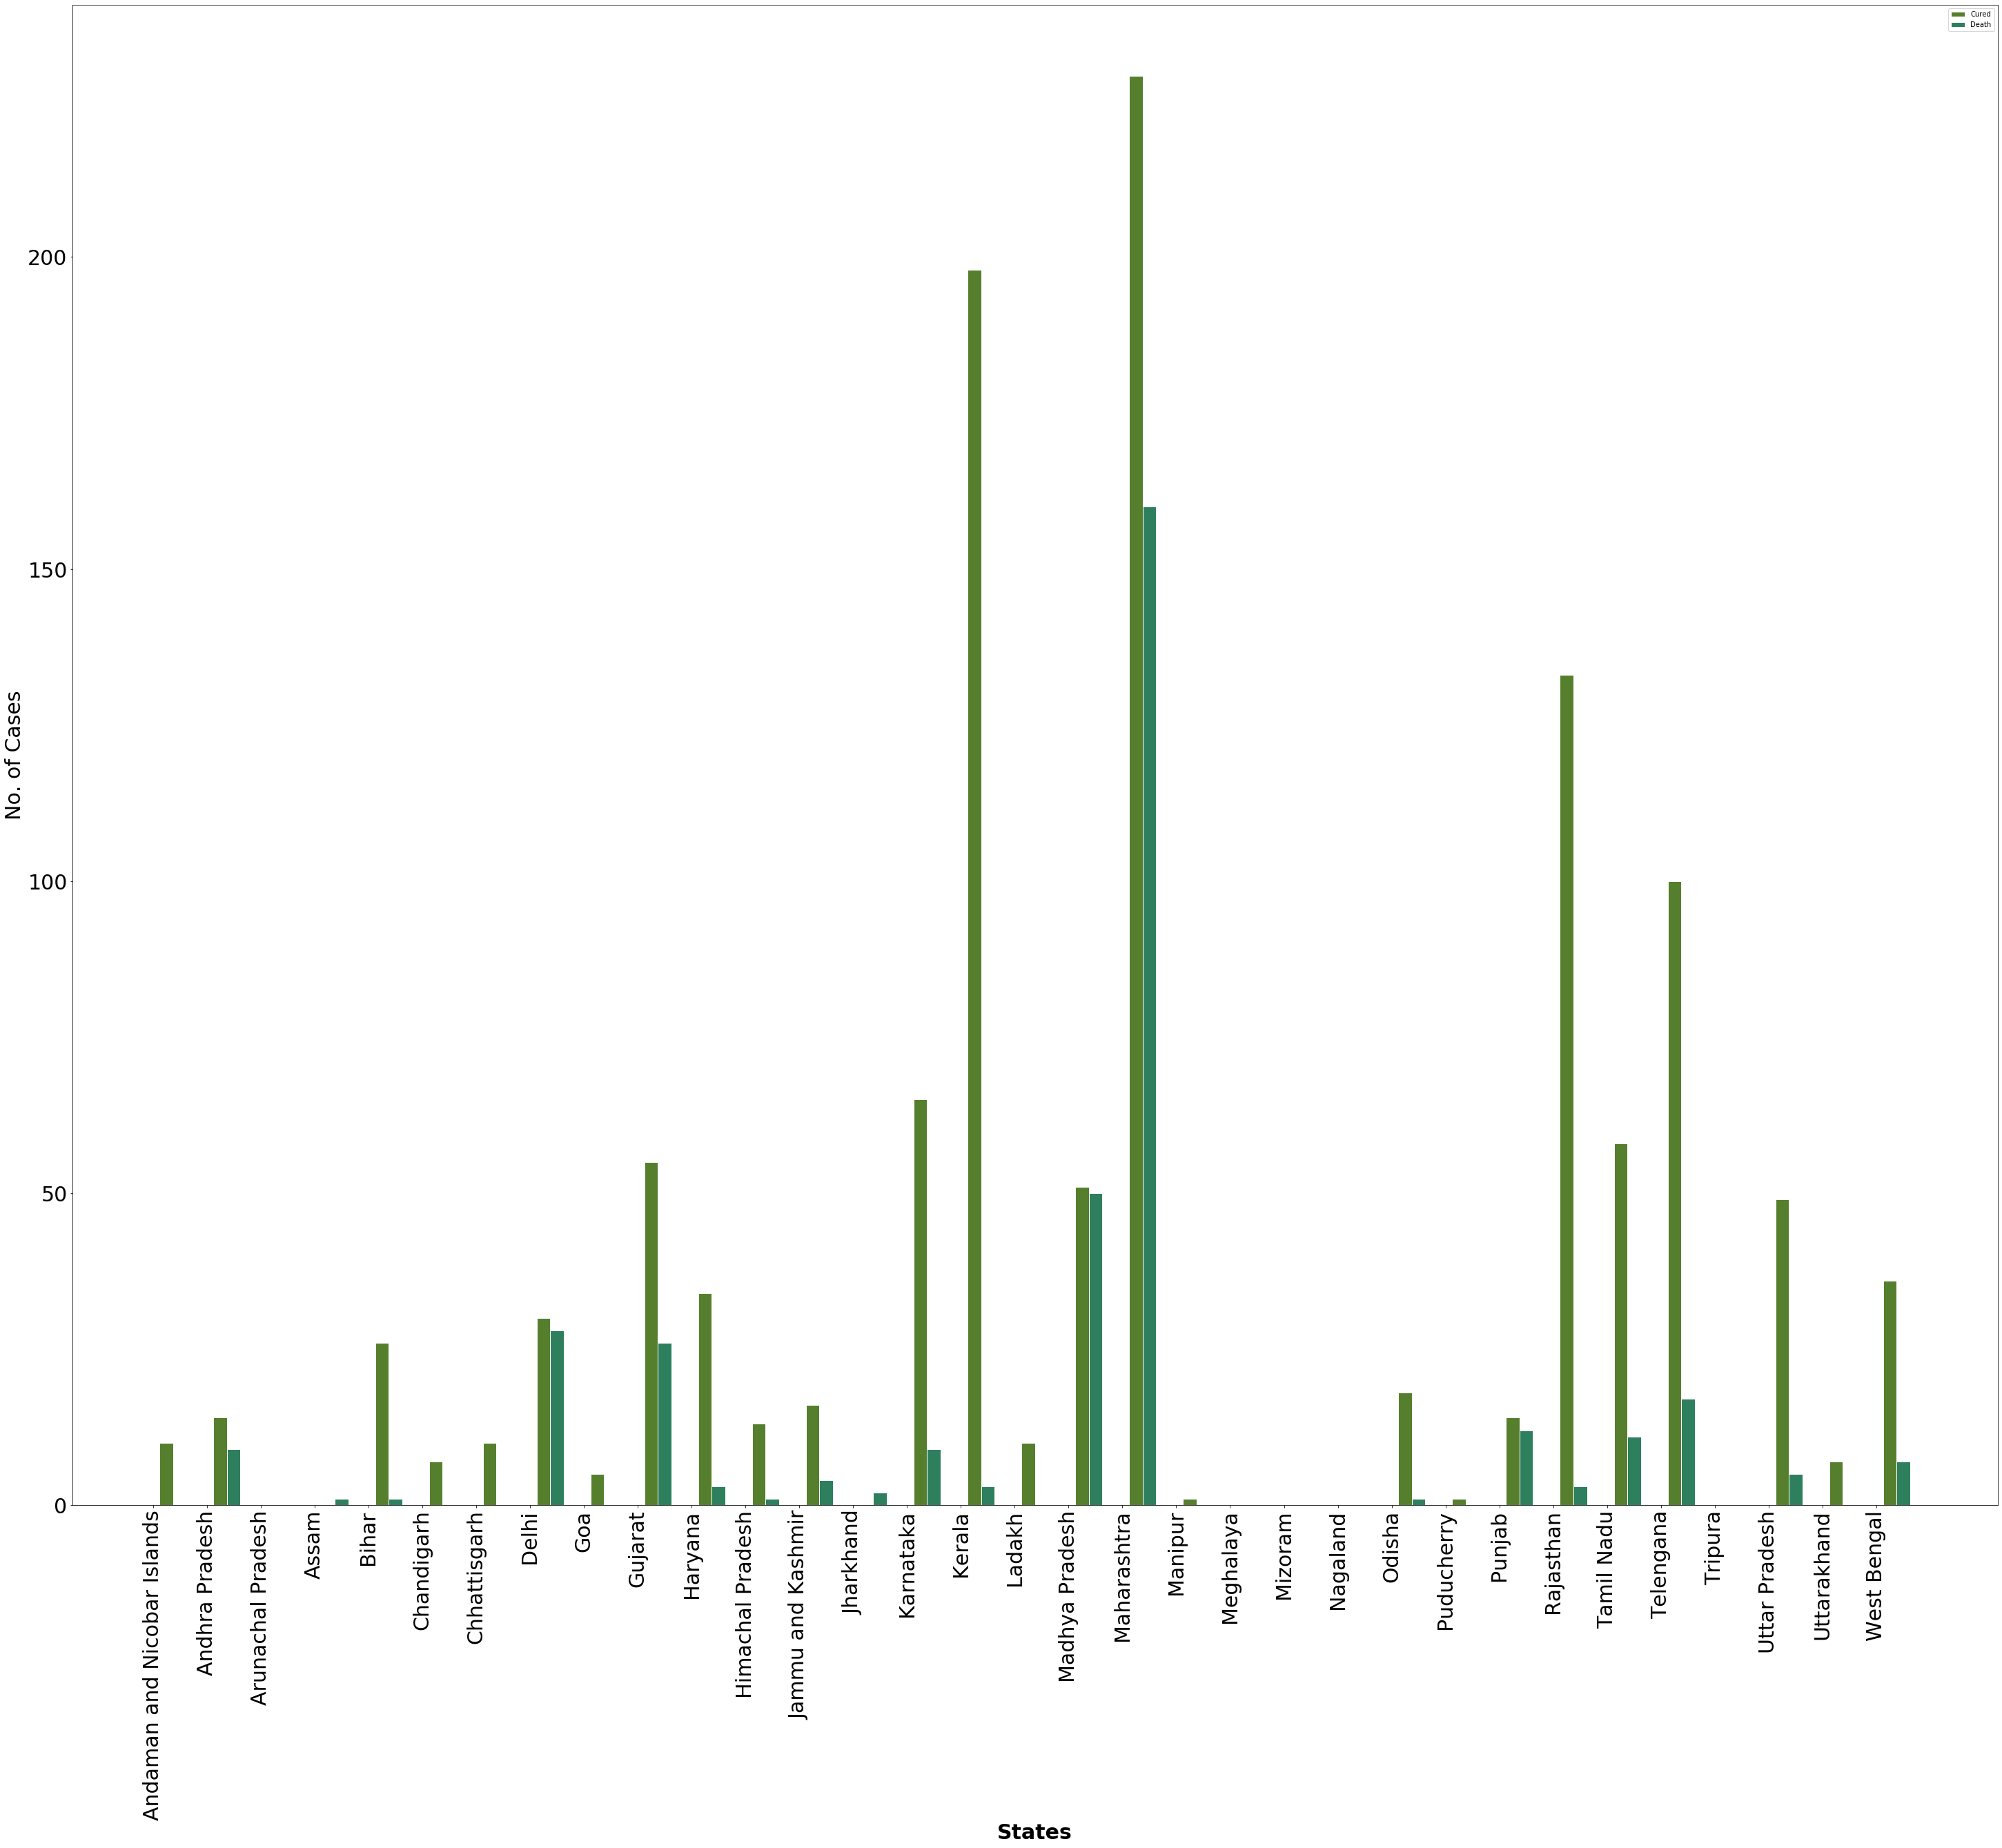 Cured
Death
200
150
100
50
0
No. of Cases
Andaman and Nicobar Islands
Andhra Pradesh
Arunachal Pradesh
Assam
Bihar
Chandigarh
Chhattisgarh
Delhi
Goa
Gujarat
Haryana
Himachal Pradesh
Jammu and Kashmir
Jharkhand
Karnataka
Kerala
Ladakh
Madhya Pradesh
Maharashtra
Manipur
Meghalaya
Mizoram
Nagaland
Odisha
Puducherry
Punjab
Rajasthan
Tamil Nadu
Telengana
Tripura
Uttar Pradesh
Uttarakhand
West Bengal
States